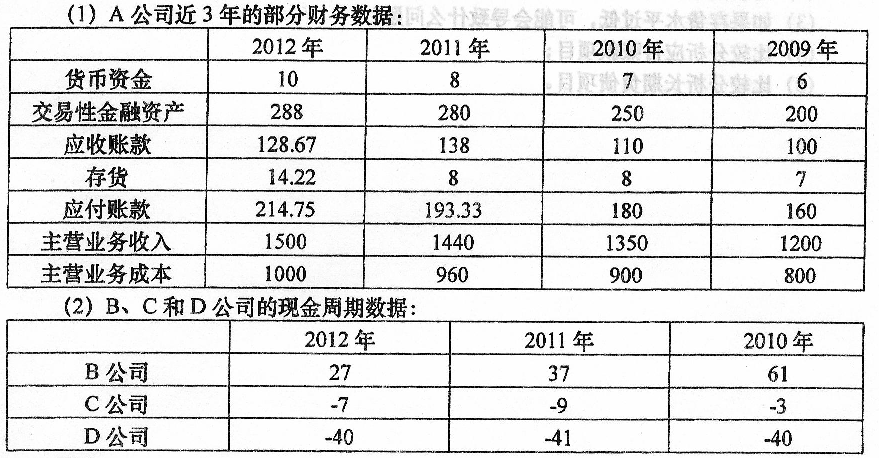 （1）A 公司近 3 年的部分财务数据：
2012 年 2011 年 2010 年 2009 年
货币资金 10 8 7 6
交易性金融资产 288 280 250 200
应收账款 128.67 138 110 100
存货 14.22 8 8 7
应付账款 214.75 193.33 180 160
主营业务收入 1500 1440 1350 1200
主营业务成本 1000 960 900 800
（2）B、C 和 D 公司的现金周期数据：
2012 年 2011 年 2010 年
B 公司 27 37 61
C 公司 -7 -9 -3
D 公司 -40 -41 -40